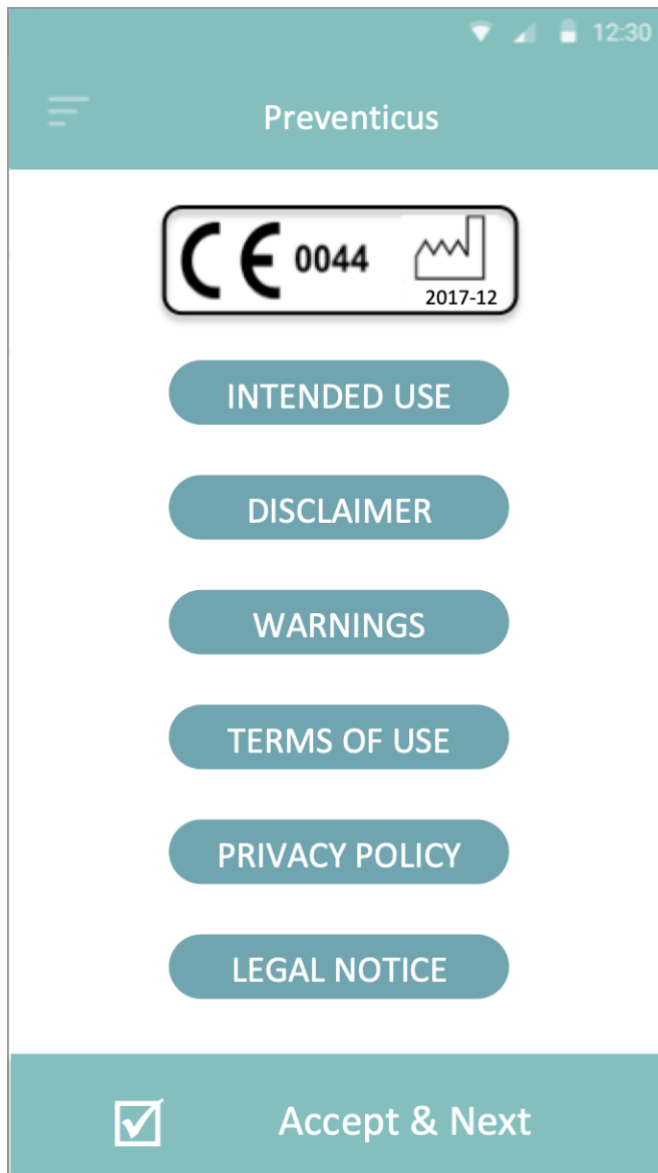 12:30
Preventicus
CE 0044
2017-12
INTENDED USE
DISCLAIMER
WARNINGS
TERMS OF USE
PRIVACY POLICY
LEGAL NOTICE
Accept & Next